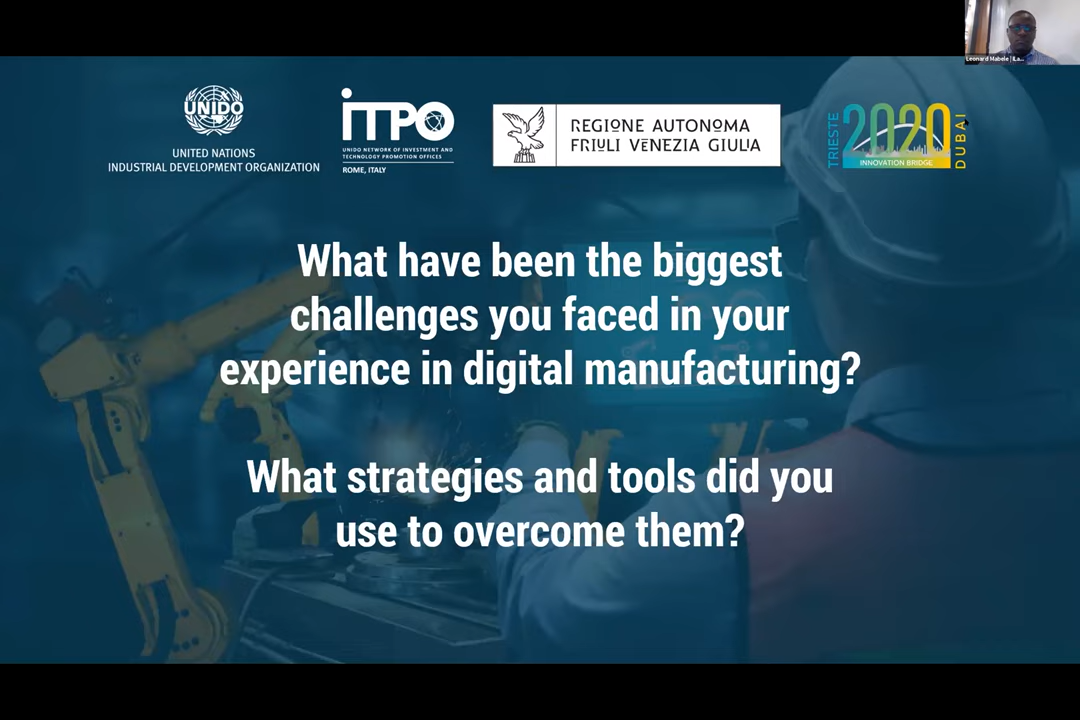 Leonard Mabele | iLa...
UNIDO
UNITED NATIONS
INDUSTRIAL DEVELOPMENT ORGANIZATION
iTPO
UNIDO NETWORK OF INVESTMENT AND
TECHNOLOGY PROMOTION OFFICES
ROME, ITALY
REGIONE AUTONOMA
FRIULI VENEZIA GIULIA
TRIESTE
2020
INNOVATION BRIDGE
DUBAI
What have been the biggest
challenges you faced in your
experience in digital manufacturing?
What strategies and tools did you
use to overcome them?